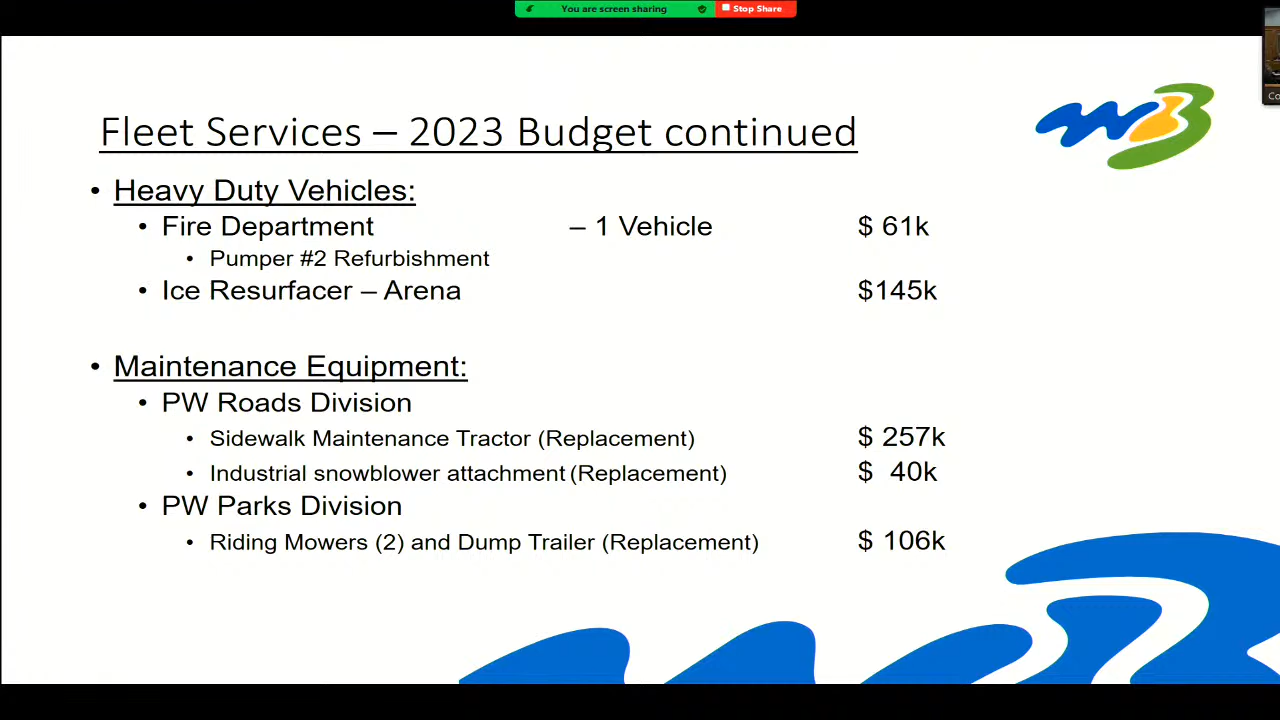 You are screen sharing Stop Share
Fleet Services – 2023 Budget continued
• Heavy Duty Vehicles:
• Fire Department – 1 Vehicle $ 61k
• Pumper #2 Refurbishment
• Ice Resurfacer – Arena $145k
• Maintenance Equipment:
• PW Roads Division
• Sidewalk Maintenance Tractor (Replacement) $ 257k
• Industrial snowblower attachment (Replacement) $ 40k
• PW Parks Division
• Riding Mowers (2) and Dump Trailer (Replacement) $ 106k